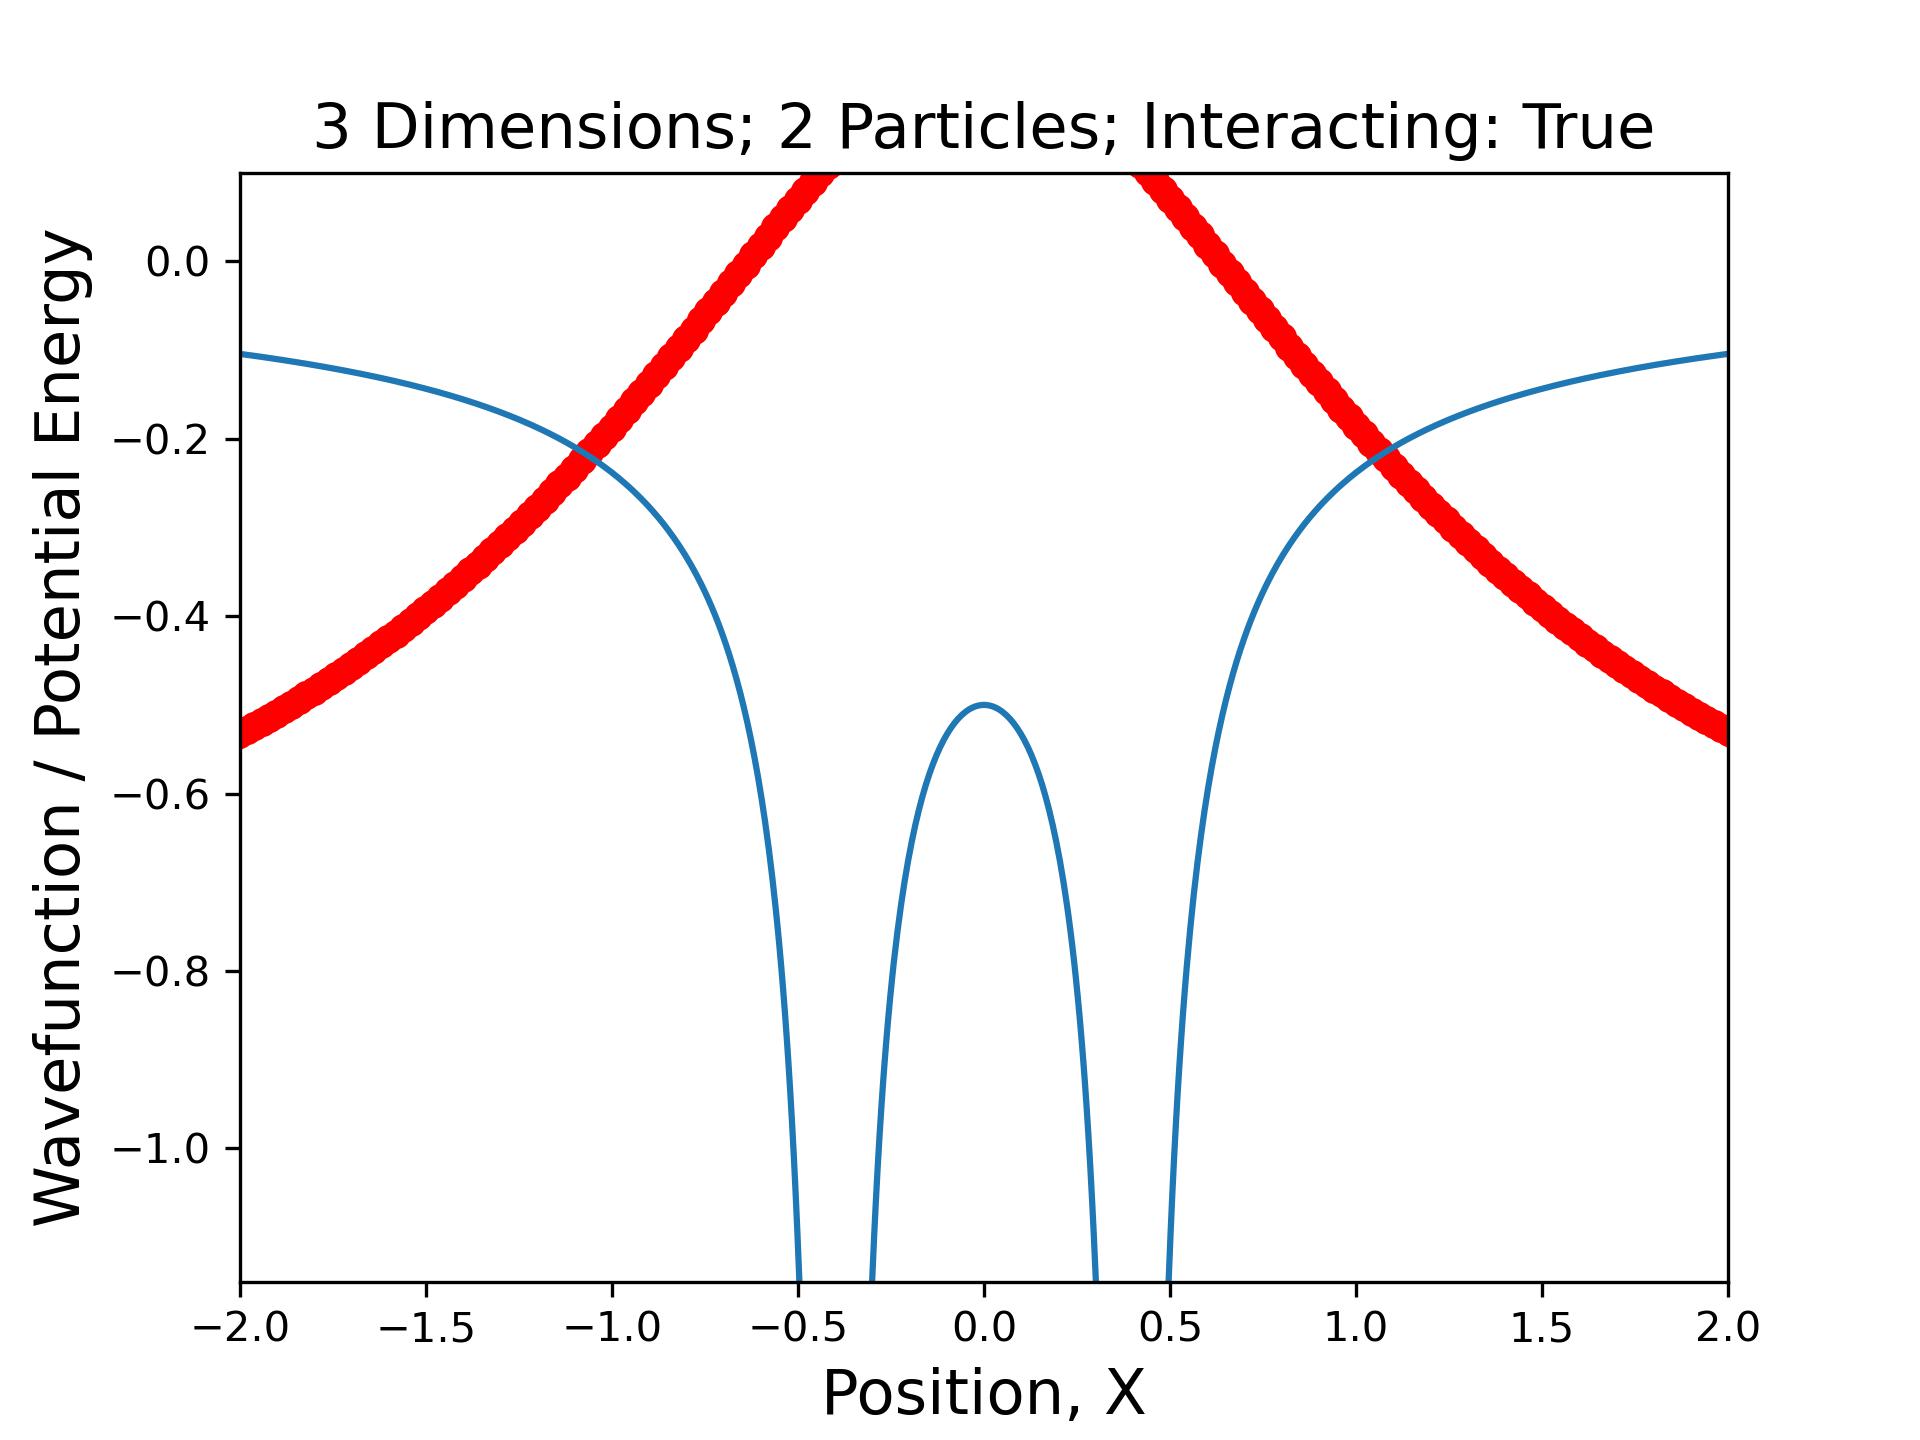 3 Dimensions; 2 Particles; Interacting: True
Wavefunction / Potential Energy
0.0
−0.2
−0.4
−0.6
−0.8
−1.0
−2.0 −1.5 −1.0 −0.5 0.0 0.5 1.0 1.5 2.0
Position, X